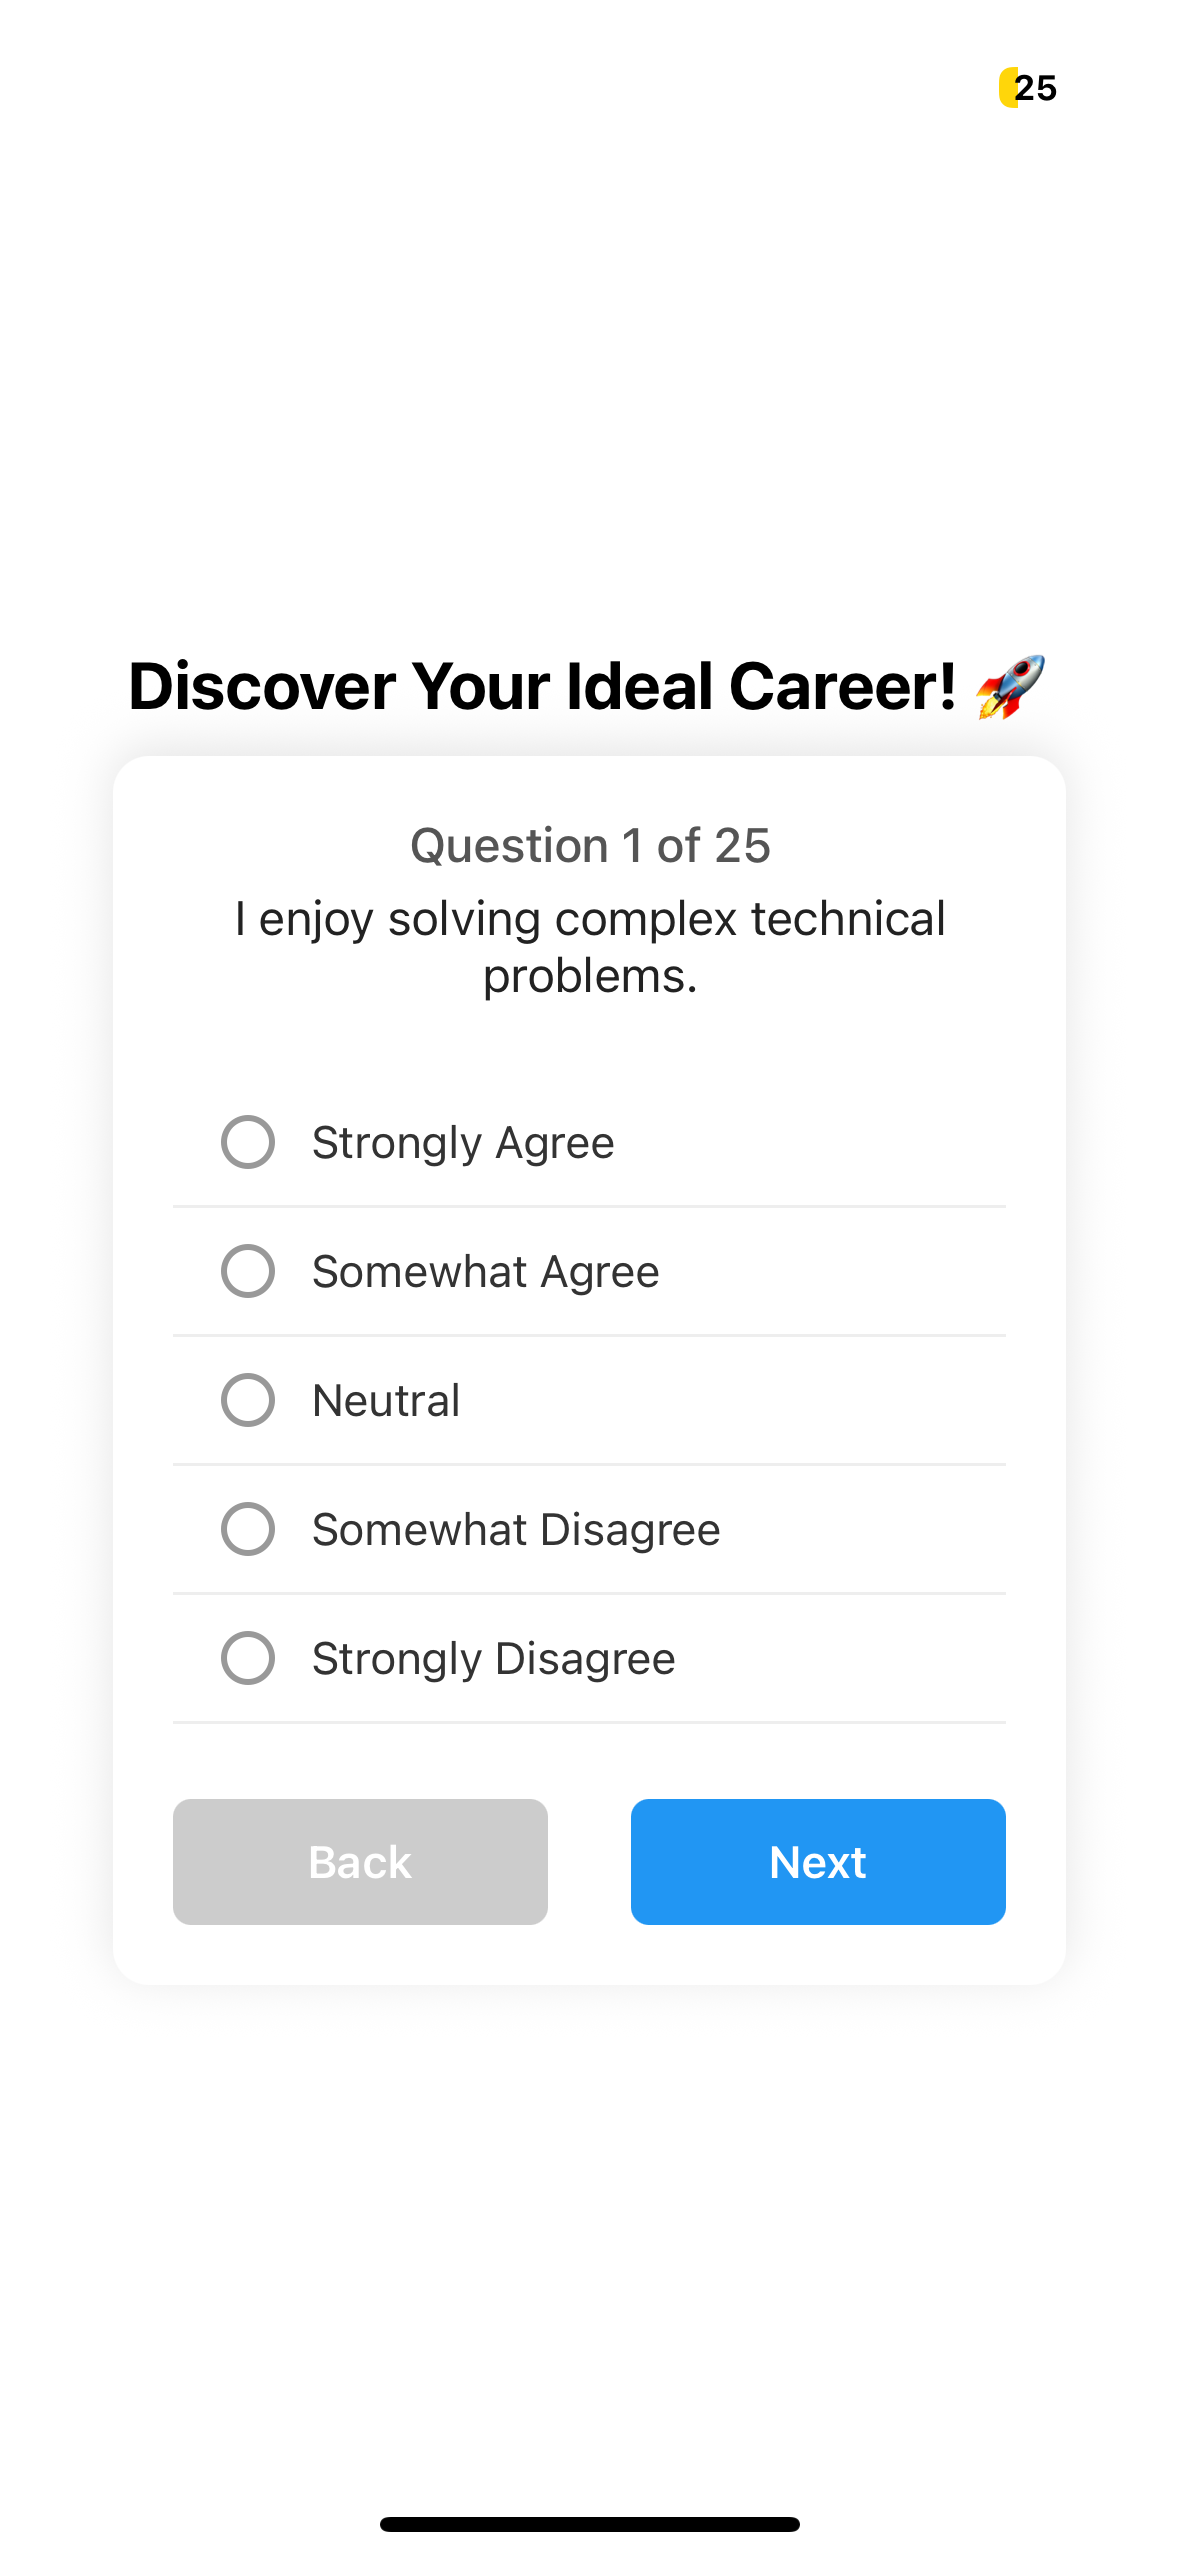 25
Discover Your Ideal Career! 🚀
Question 1 of 25
I enjoy solving complex technical
problems.
Strongly Agree
Somewhat Agree
Neutral
Somewhat Disagree
Strongly Disagree
Back
Next